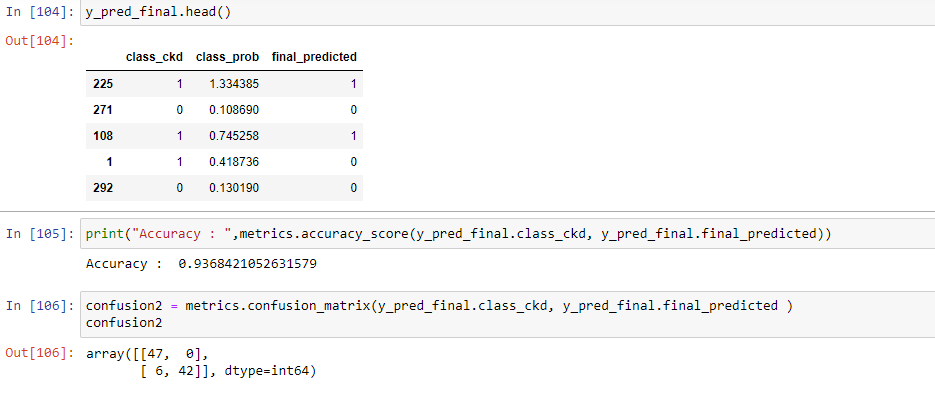 In [104]: y_pred_final.head()
Out[104]:
class_ckd class_prob final_predicted
225 1 1.334385 1
271 0 0.108690 0
108 1 0.745258 1
1 1 0.418736 0
292 0 0.130190 0
In [105]: print("Accuracy : ",metrics.accuracy_score(y_pred_final.class_ckd, y_pred_final.final_predicted))
Accuracy :  0.9368421052631579
In [106]: confusion2 = metrics.confusion_matrix(y_pred_final.class_ckd, y_pred_final.final_predicted )
confusion2
Out[106]: array([[47,  0],
[ 6, 42]], dtype=int64)